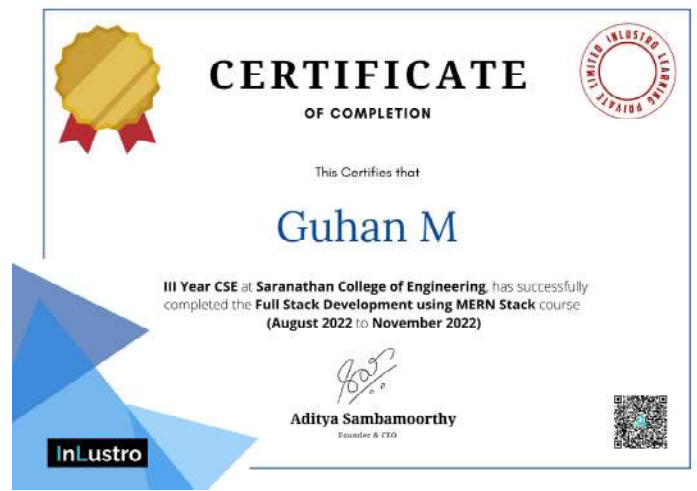 CERTIFICATE
OF COMPLETION
INLUSTRO LEARNING PRIVATE LIMITED
This Certifies that
Guhan M
III Year CSE at Saranathan College of Engineering, has successfully
completed the Full Stack Development using MERN Stack course
(August 2022 to November 2022)
Aditya Sambamoorthy
Founder & CEO
InLustro